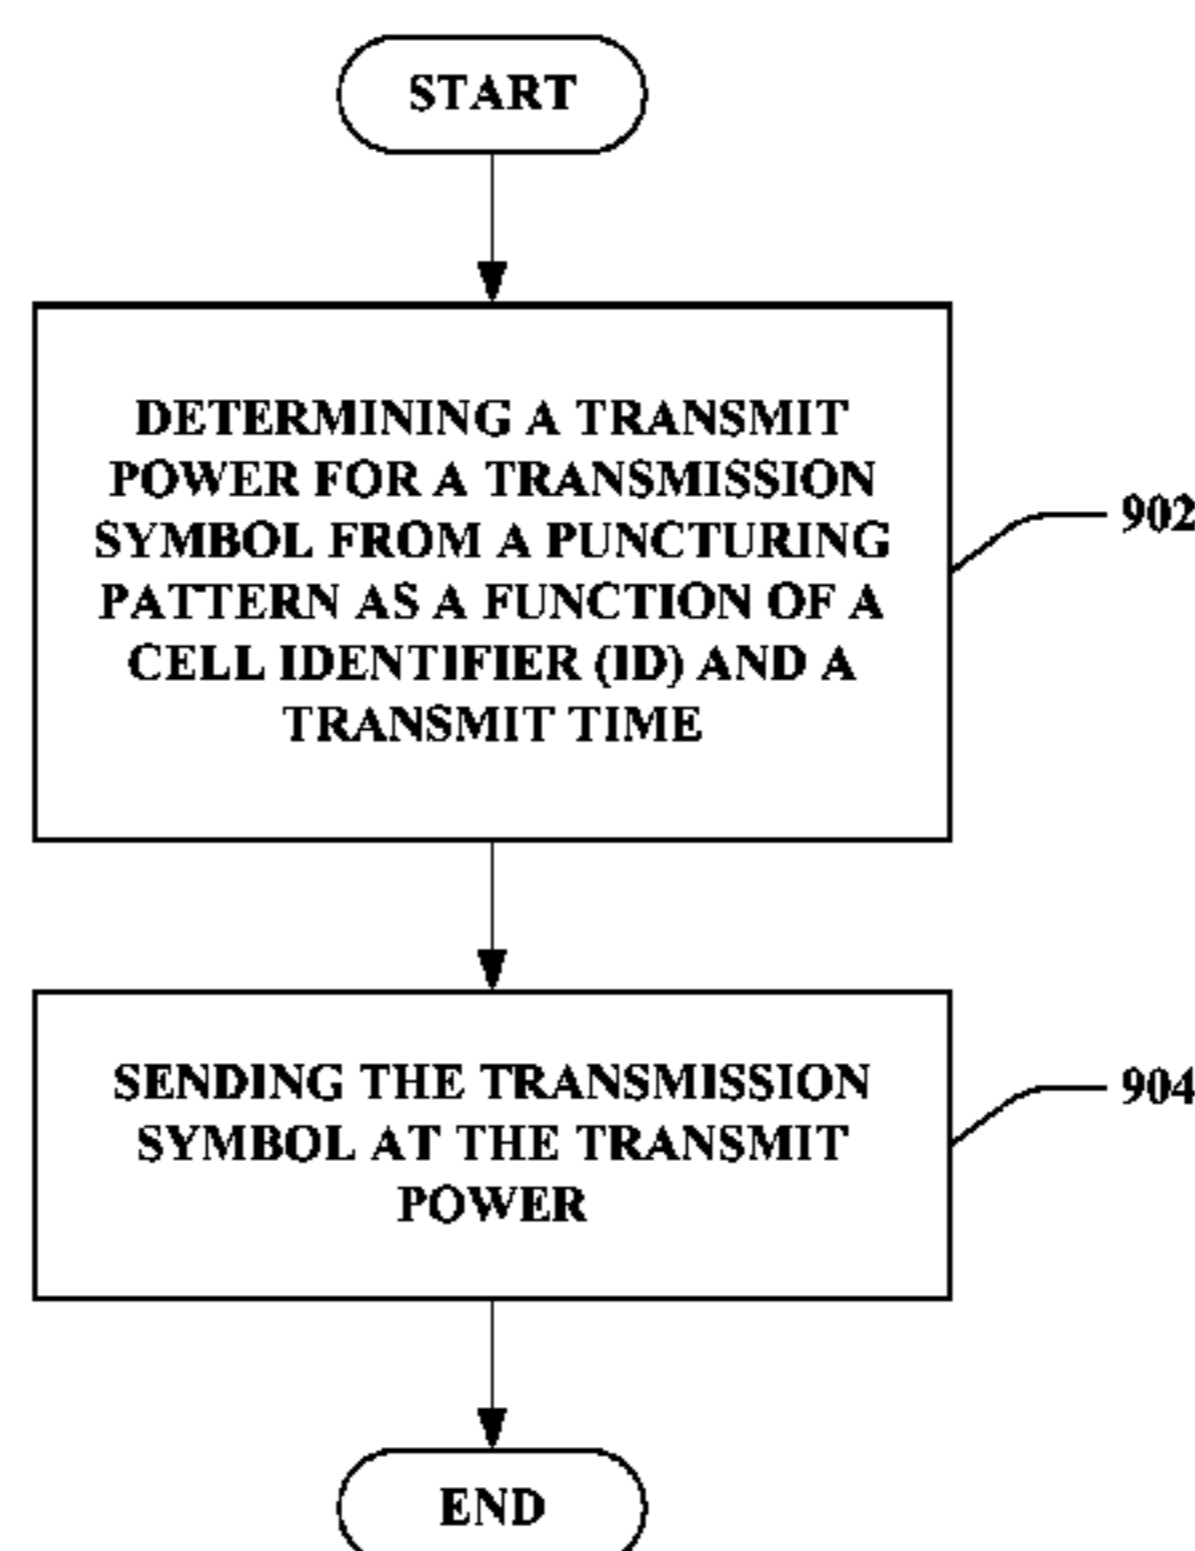 START
DETERMINING A TRANSMIT
POWER FOR A TRANSMISSION
SYMBOL FROM A PUNCTURING
PATTERN AS A FUNCTION OF A
CELL IDENTIFIER (ID) AND A
TRANSMIT TIME
902
SENDING THE TRANSMISSION
SYMBOL AT THE TRANSMIT
POWER
904
END